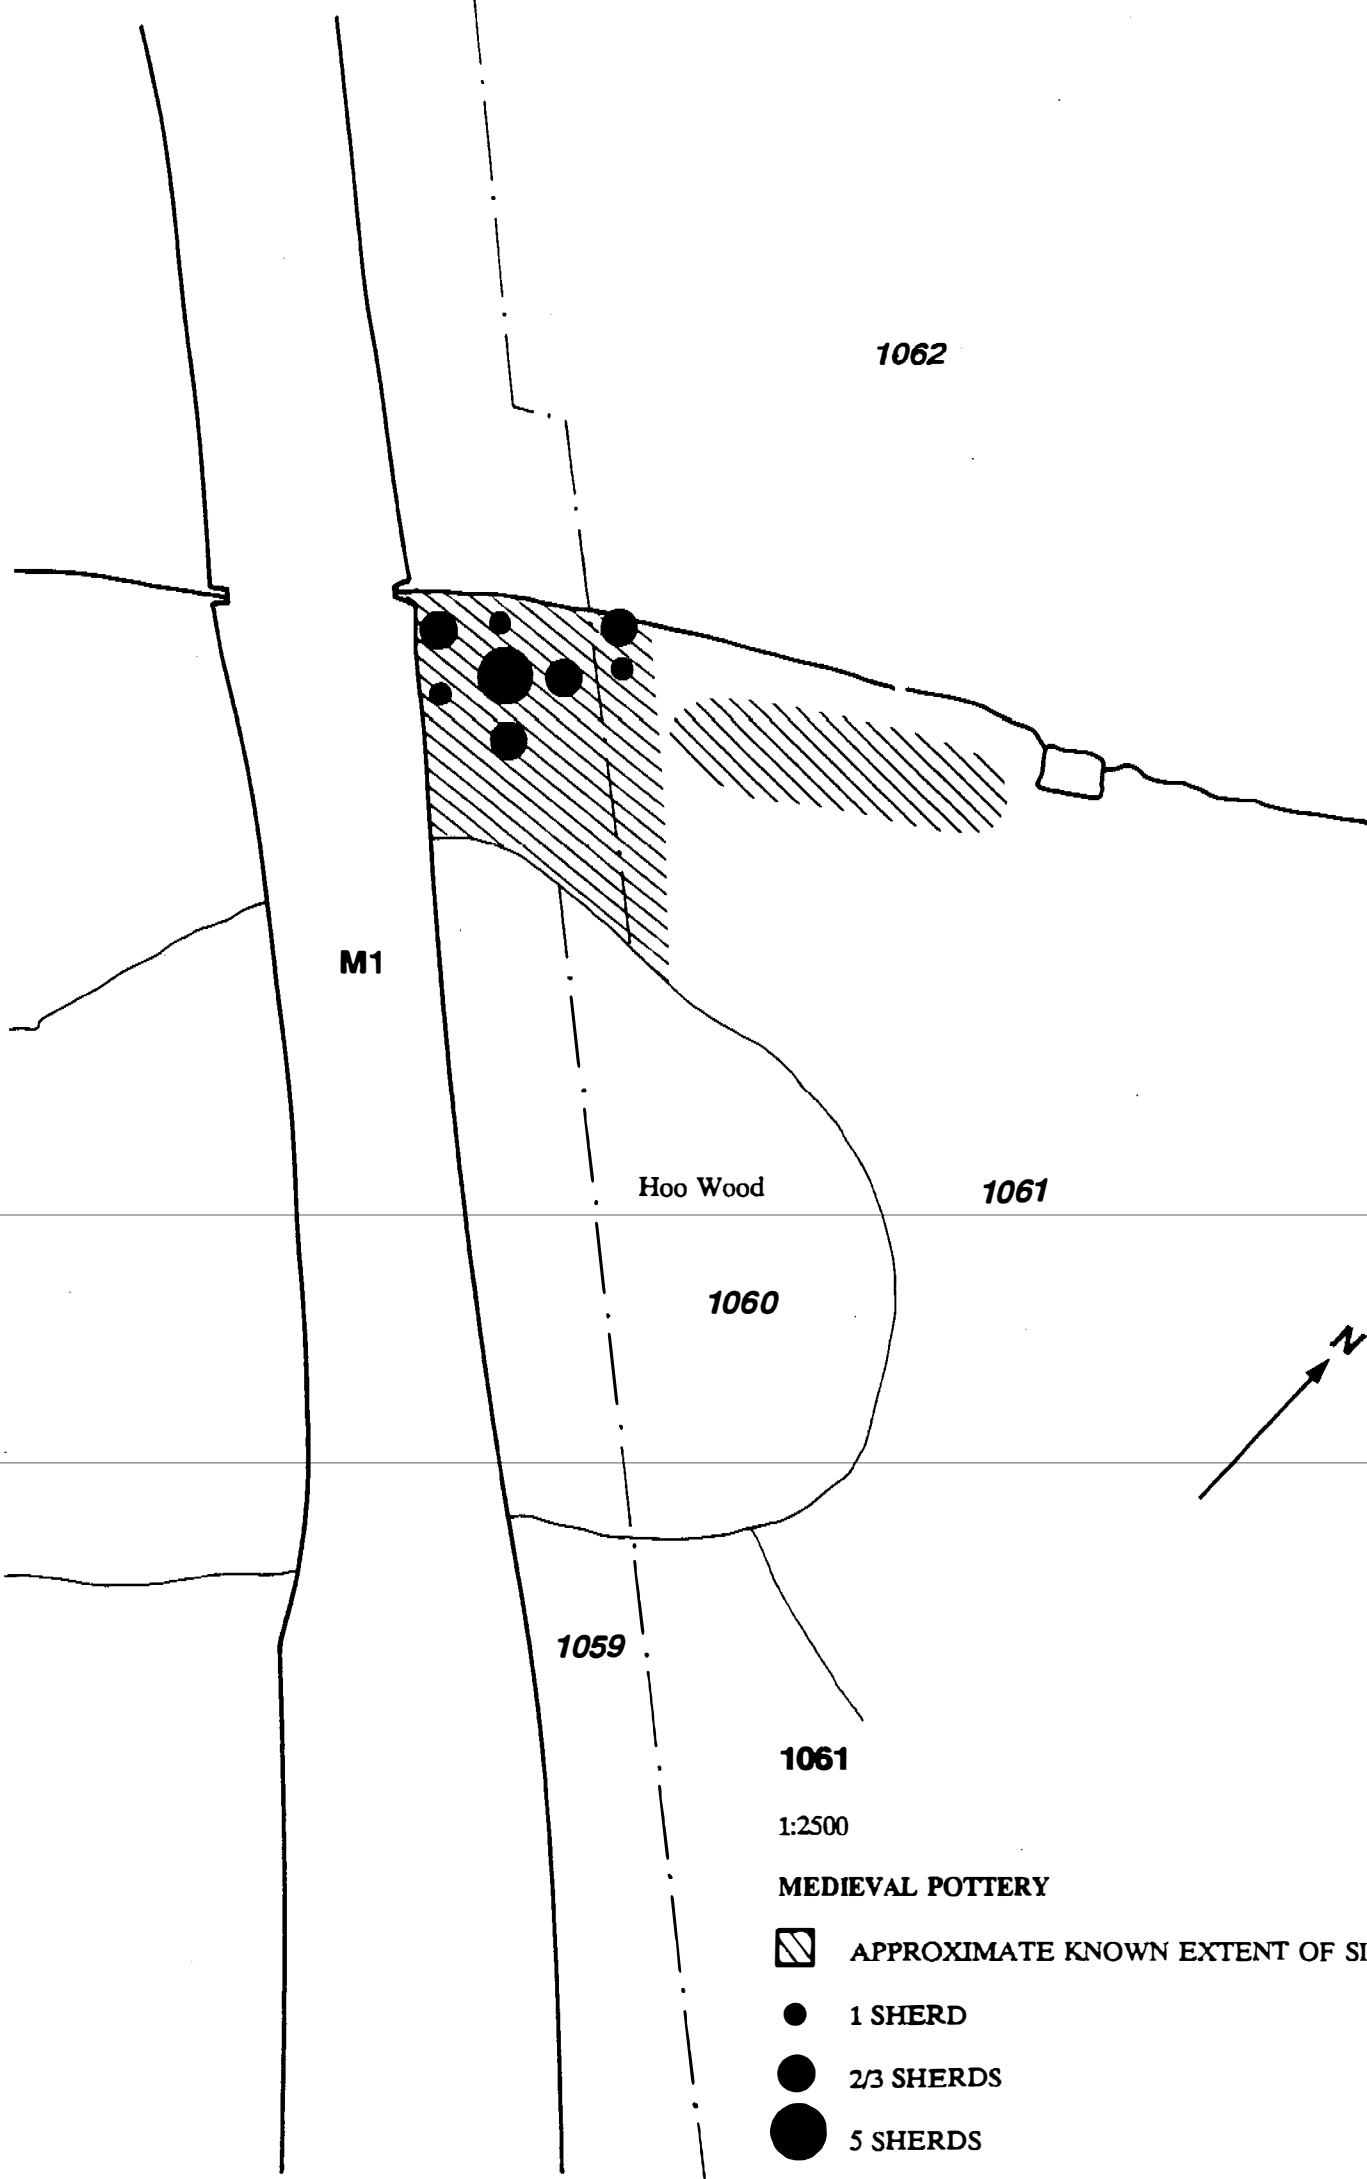 1062
M1
Hoo Wood
1061
1060
N
1059
1061
1:2500
MEDIEVAL POTTERY
APPROXIMATE KNOWN EXTENT OF SI
1 SHERD
2/3 SHERDS
5 SHERDS